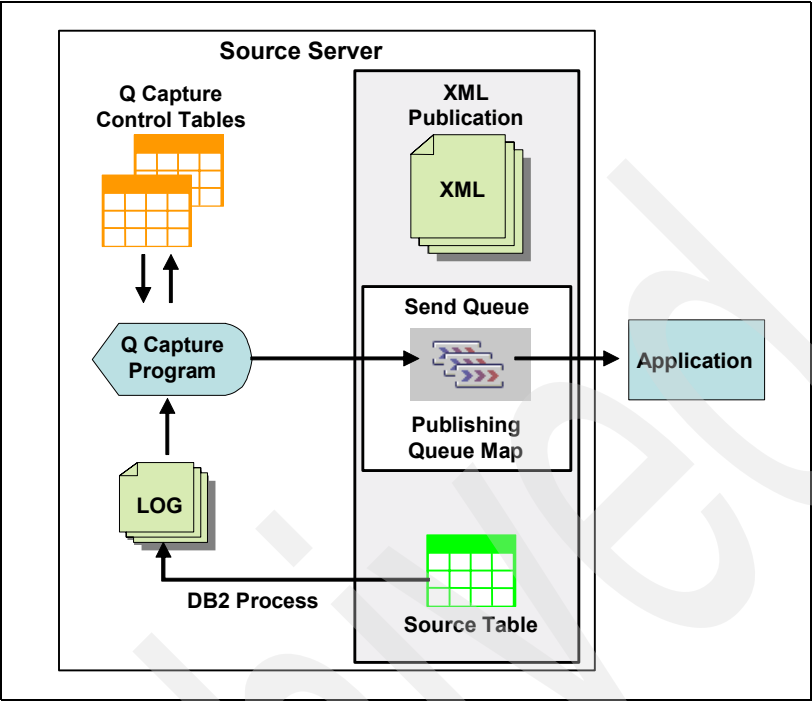 Source Server
Q Capture
Control Tables
XML
Publication
XML
Send Queue
Q Capture
Program
Application
Publishing
Queue Map
LOG
DB2 Process
Source Table